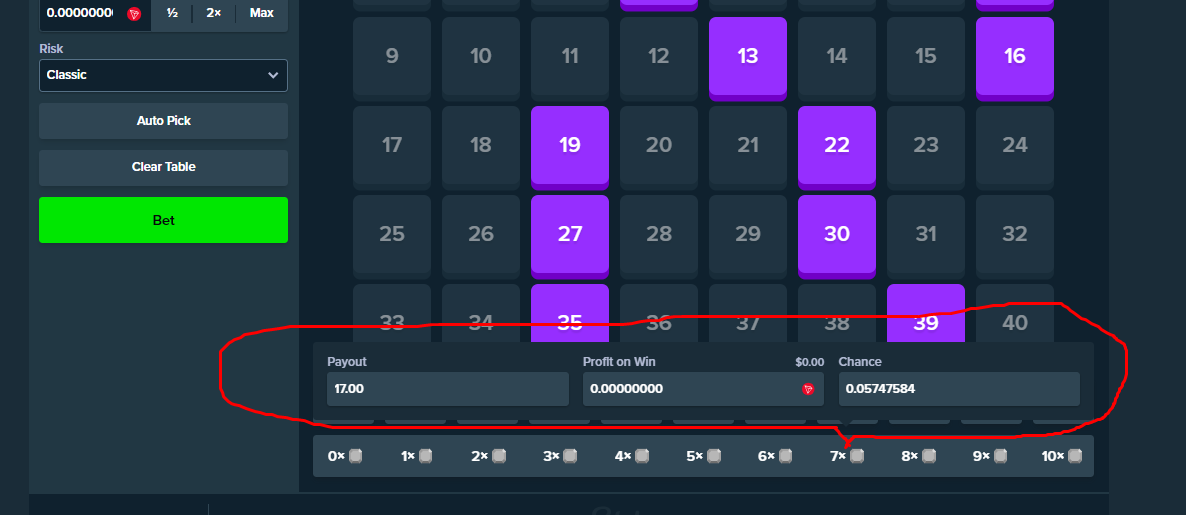 0.0000000 ½ 2× Max
Risk
Classic
Auto Pick
Clear Table
Bet
9 10 11 12 13 14 15 16
17 18 19 20 21 22 23 24
25 26 27 28 29 30 31 32
33 34 35 36 37 38 39 40
Payout
17.00
Profit on Win $0.00
0.00000000
Chance
0.05747584
0× 1× 2× 3× 4× 5× 6× 7× 8× 9× 10×